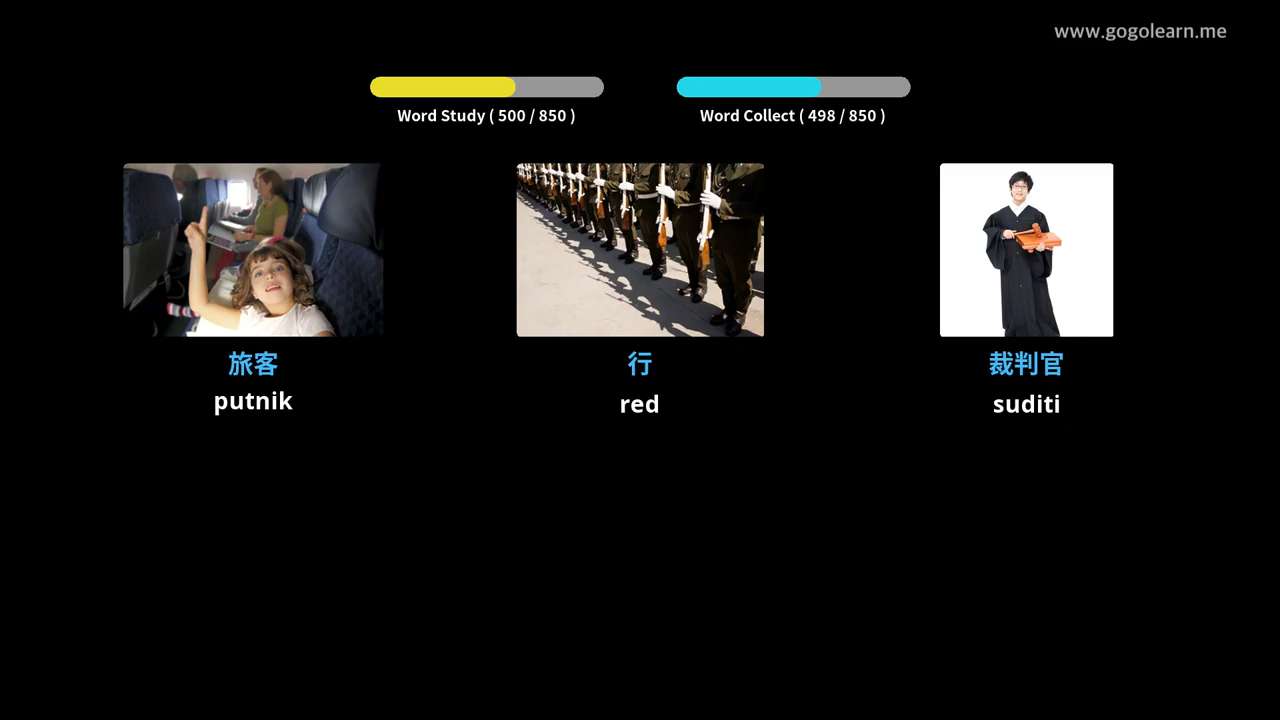 www.gogolearn.me
Word Study ( 500 / 850 )
Word Collect ( 498 / 850 )
旅客
putnik
行
red
裁判官
suditi